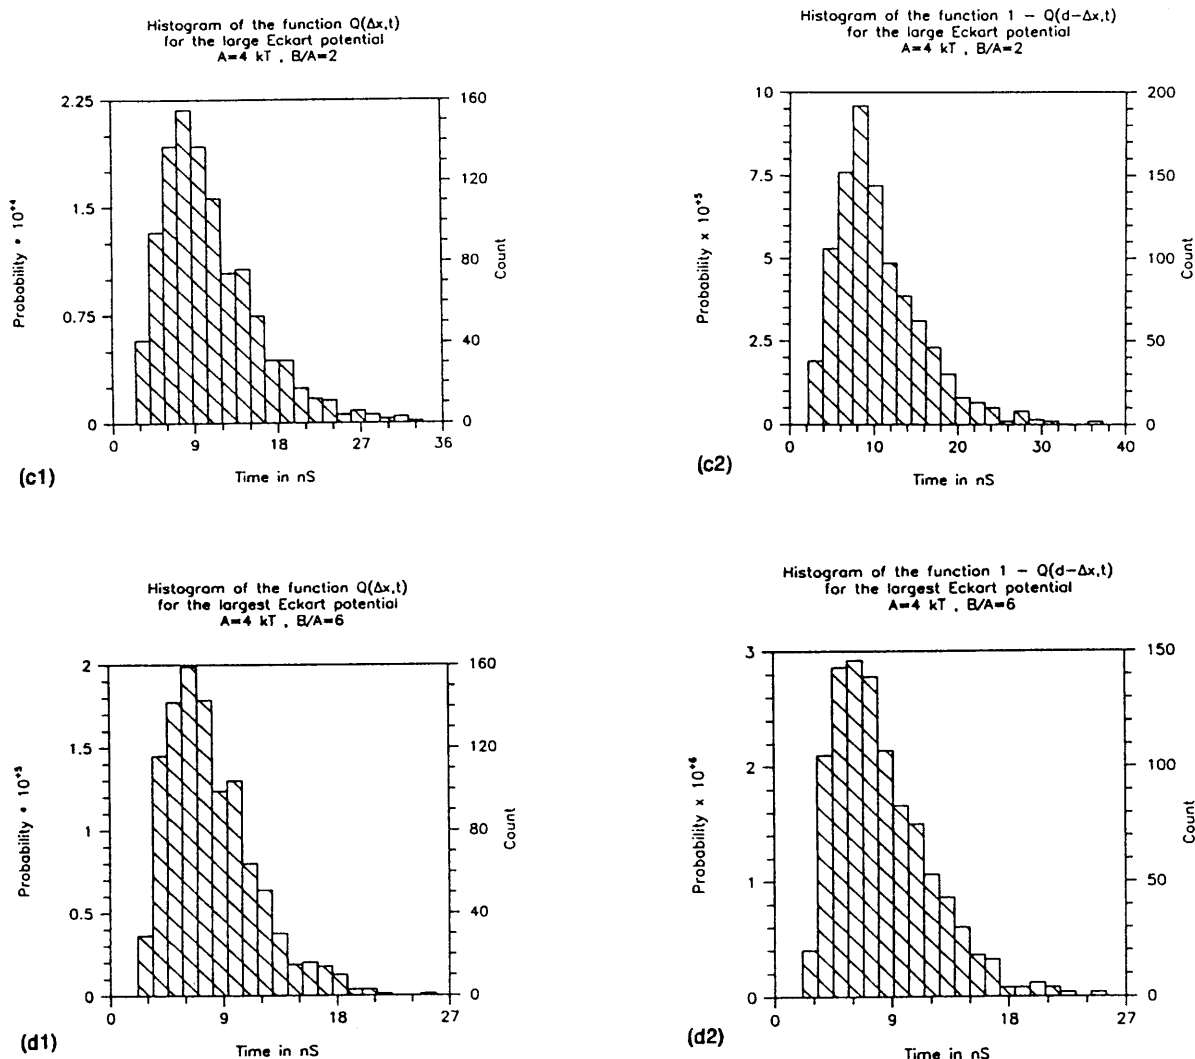 Histogram of the function Q(Δx,t)
for the large Eckart potential
A=4 kT , B/A=2
2.25
1.5
0.75
0
160
120
80
40
0
0 9 18 27 36
Probability * 10⁺⁴
Count
Time in nS
(c1)
Histogram of the function 1 - Q(d-Δx,t)
for the large Eckart potential
A=4 kT , B/A=2
10
7.5
5
2.5
0
200
150
100
50
0
0 10 20 30 40
Probability x 10⁺⁵
Count
Time in nS
(c2)
Histogram of the function Q(Δx,t)
for the largest Eckart potential
A=4 kT , B/A=6
2
1.5
1
0.5
0
160
120
80
40
0
0 9 18 27
Probability * 10⁺⁵
Count
Time in nS
(d1)
Histogram of the function 1 - Q(d-Δx,t)
for the largest Eckart potential
A=4 kT , B/A=6
3
2
1
0
150
100
50
0
0 9 18 27
Probability x 10⁺⁶
Count
Time in nS
(d2)